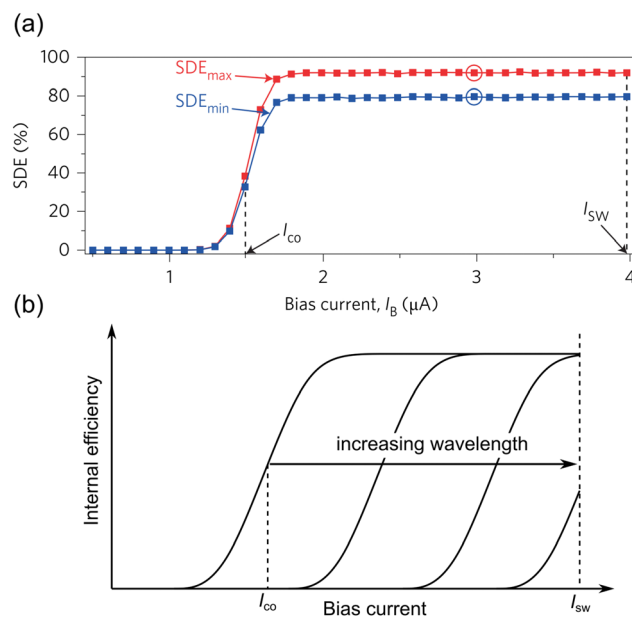 (a)
100
80
60
40
20
0
SDE (%)
SDEmax
SDEmin
Ico
ISW
1
2
3
4
Bias current, IB (μA)
(b)
Internal efficiency
increasing wavelength
Ico
Bias current
Isw